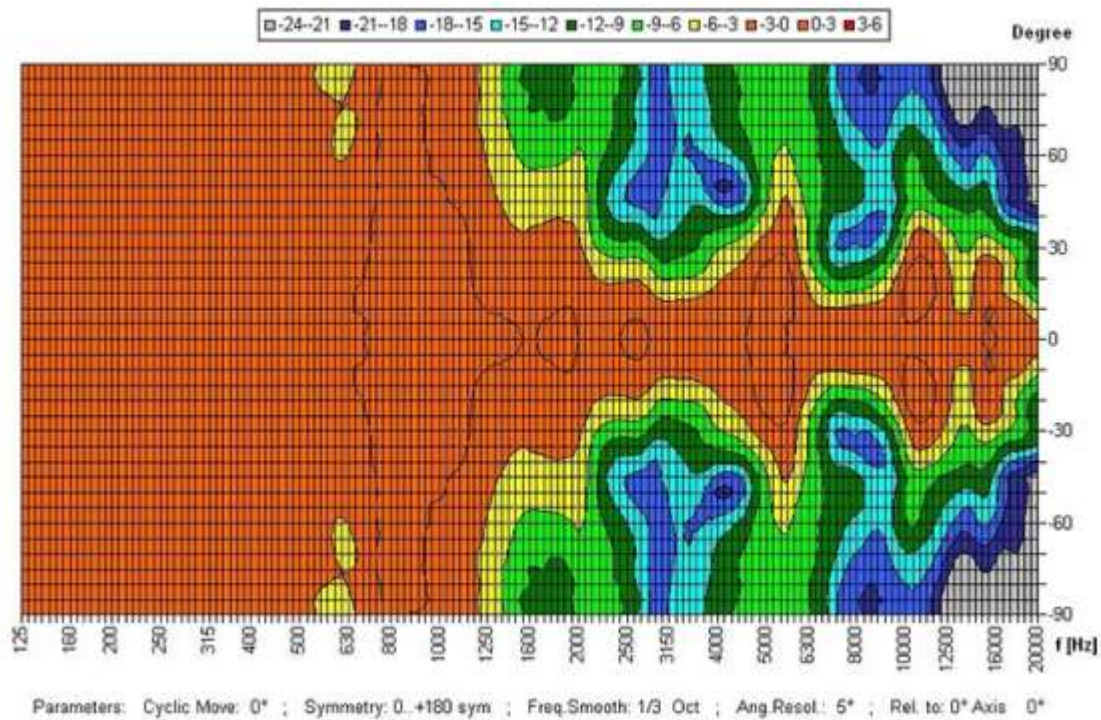 -24--21 -21--18 -18--15 -15--12 -12--9 -9--6 -6--3 -3-0 0-3 3-6
Degree
90
60
30
0
-30
-60
-90
125 160 200 250 315 400 500 630 800 1000 1250 1600 2000 2500 3150 4000 5000 6300 8000 10000 12500 16000 20000
f [Hz]
Parameters: Cyclic Move: 0° ; Symmetry: 0..+180 sym ; Freq.Smooth: 1/3 Oct ; Ang.Resol.: 5° ; Rel. to: 0° Axis 0°